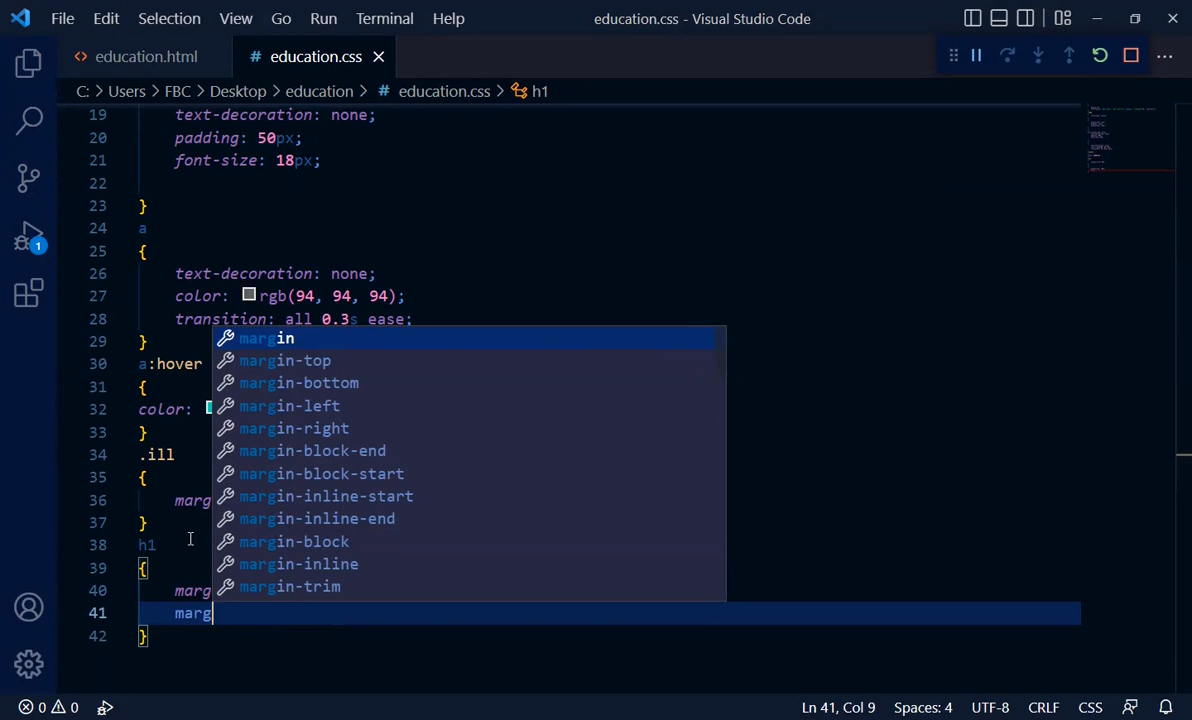 File Edit Selection View Go Run Terminal Help education.css - Visual Studio Code
education.html # education.css
C: > Users > FBC > Desktop > education > # education.css > h1
19 text-decoration: none;
20 padding: 50px;
21 font-size: 18px;
22
23 }
24 a
25 {
26 text-decoration: none;
27 color: rgb(94, 94, 94);
28 transition: all 0.3s ease;
29 }
30 a:hover
31 {
32 color:
33 }
34 .ill
35 {
36 marg
37 }
38 h1
39 {
40 marg
41 marg
42 }
margin
margin-top
margin-bottom
margin-left
margin-right
margin-block-end
margin-block-start
margin-inline-start
margin-inline-end
margin-block
margin-inline
margin-trim
1
0 0 Ln 41, Col 9 Spaces: 4 UTF-8 CRLF CSS